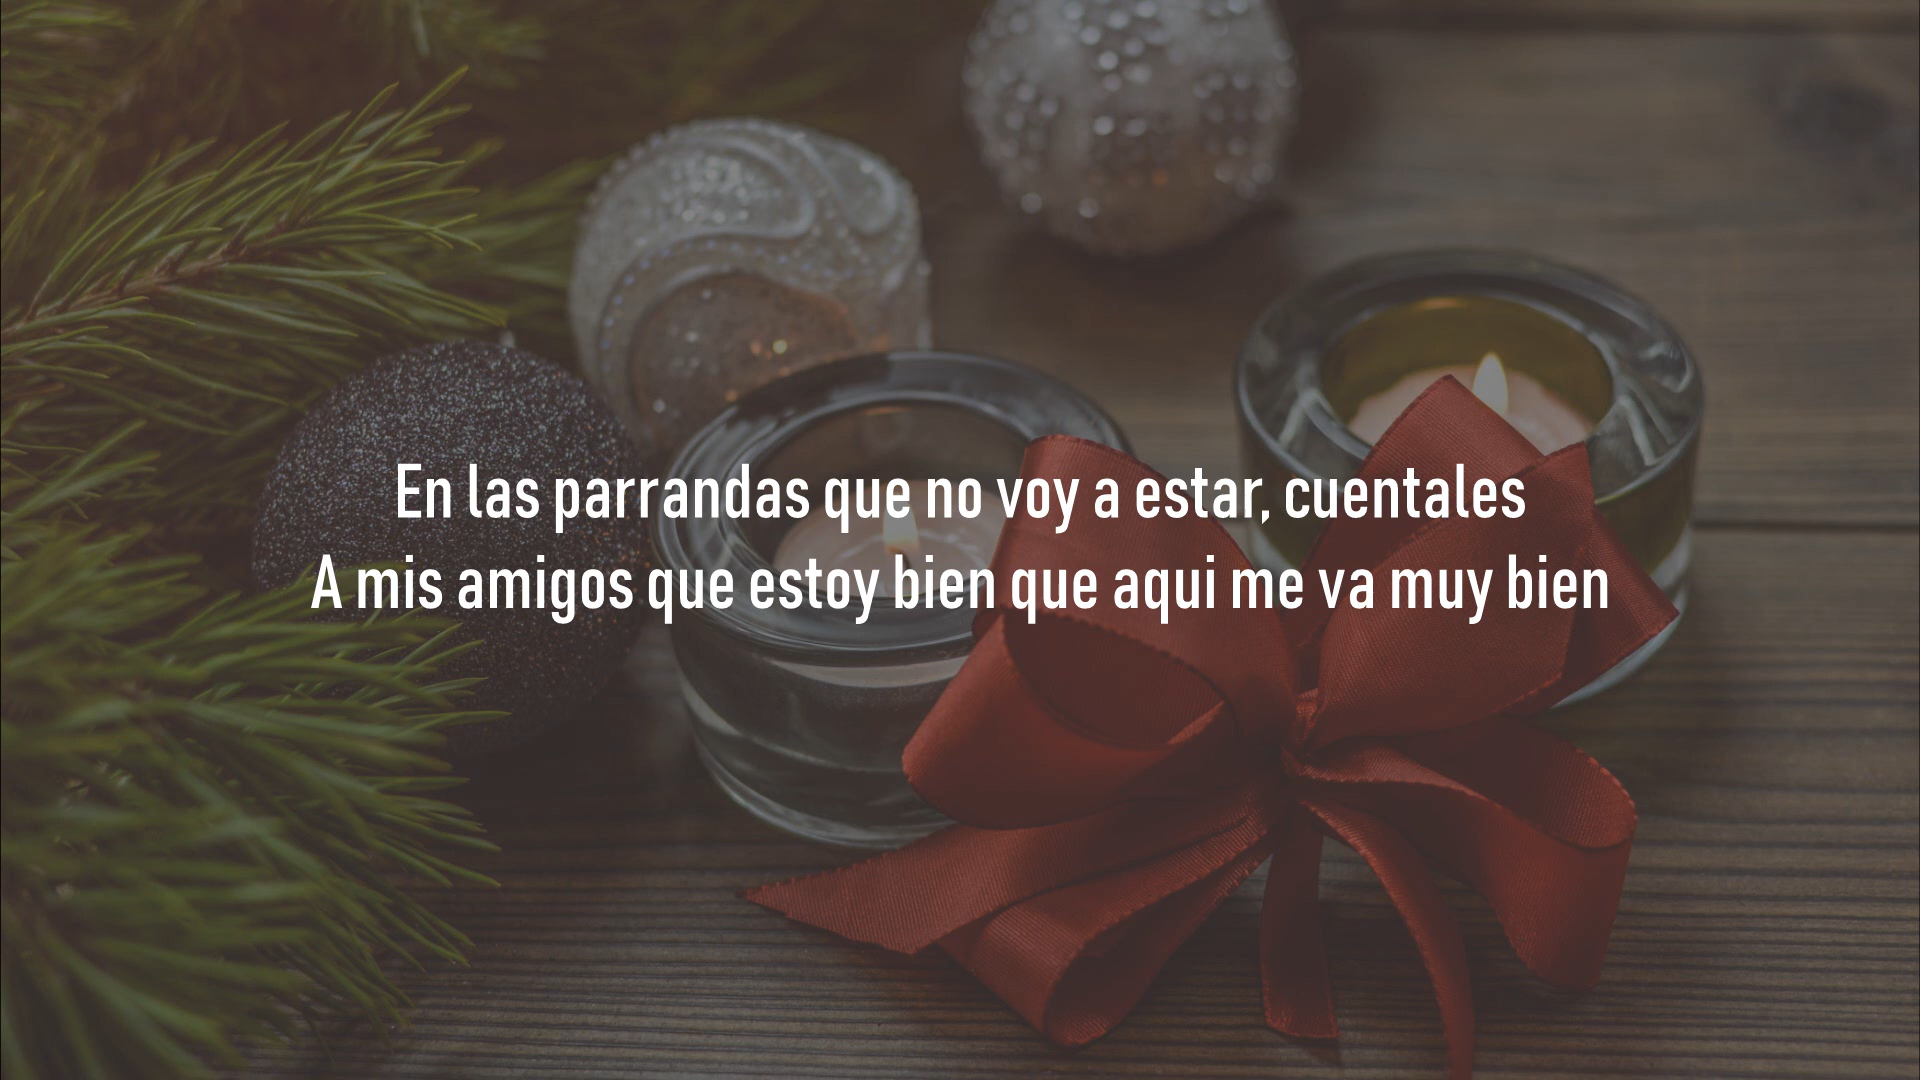 En las parrandas que no voy a estar, cuentales
A mis amigos que estoy bien que aqui me va muy bien